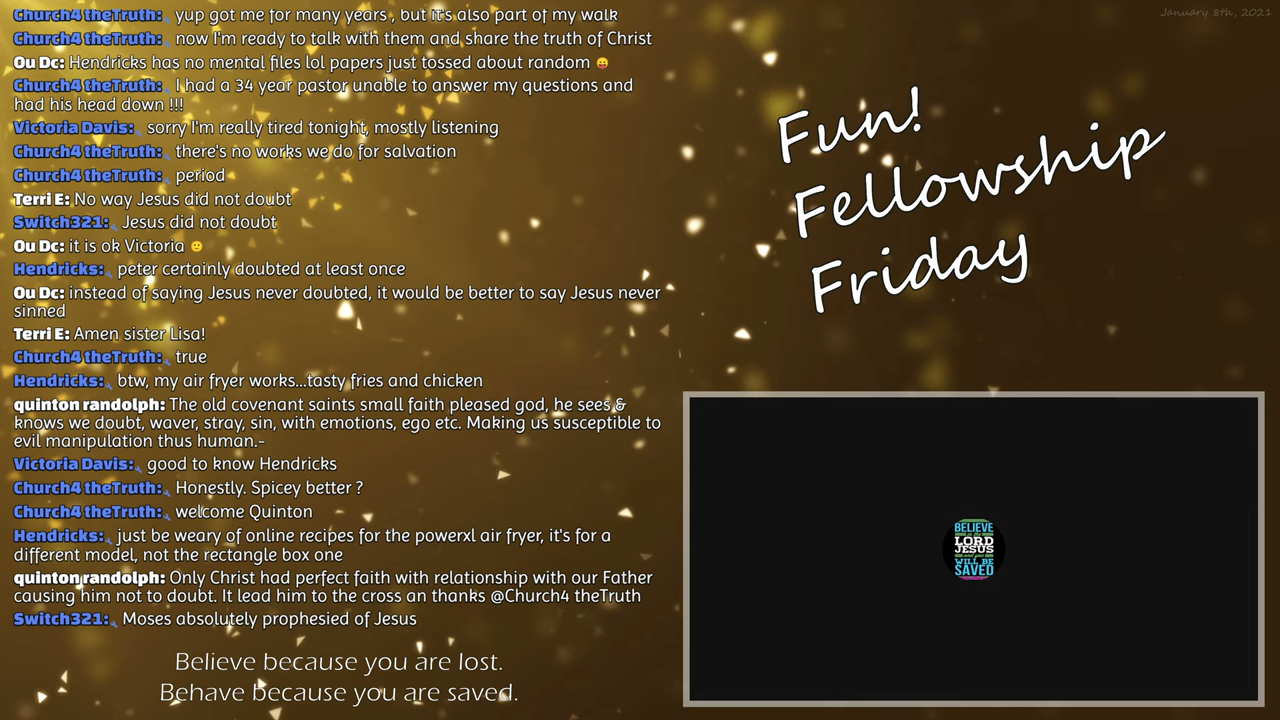 Church4 theTruth: yup got me for many years , but it's also part of my walk
Church4 theTruth: now I'm ready to talk with them and share the truth of Christ
Ou Dc: Hendricks has no mental files lol papers just tossed about random 😛
Church4 theTruth: I had a 34 year pastor unable to answer my questions and
had his head down !!!
Victoria Davis: sorry I'm really tired tonight, mostly listening
Church4 theTruth: there's no works we do for salvation
Church4 theTruth: period
Terri E: No way Jesus did not doubt
Switch321: Jesus did not doubt
Ou Dc: it is ok Victoria 🙂
Hendricks: peter certainly doubted at least once
Ou Dc: instead of saying Jesus never doubted, it would be better to say Jesus never
sinned
Terri E: Amen sister Lisa!
Church4 theTruth: true
Hendricks: btw, my air fryer works...tasty fries and chicken
quinton randolph: The old covenant saints small faith pleased god, he sees &
knows we doubt, waver, stray, sin, with emotions, ego etc. Making us susceptible to
evil manipulation thus human.-
Victoria Davis: good to know Hendricks
Church4 theTruth: Honestly. Spicey better ?
Church4 theTruth: welcome Quinton
Hendricks: just be weary of online recipes for the powerxl air fryer, it's for a
different model, not the rectangle box one
quinton randolph: Only Christ had perfect faith with relationship with our Father
causing him not to doubt. It lead him to the cross an thanks @Church4 theTruth
Switch321: Moses absolutely prophesied of Jesus
Believe because you are lost.
Behave because you are saved.
January 8th, 2021
Fun!
Fellowship
Friday
BELIEVE
LORD
JESUS
WILL BE
SAVED